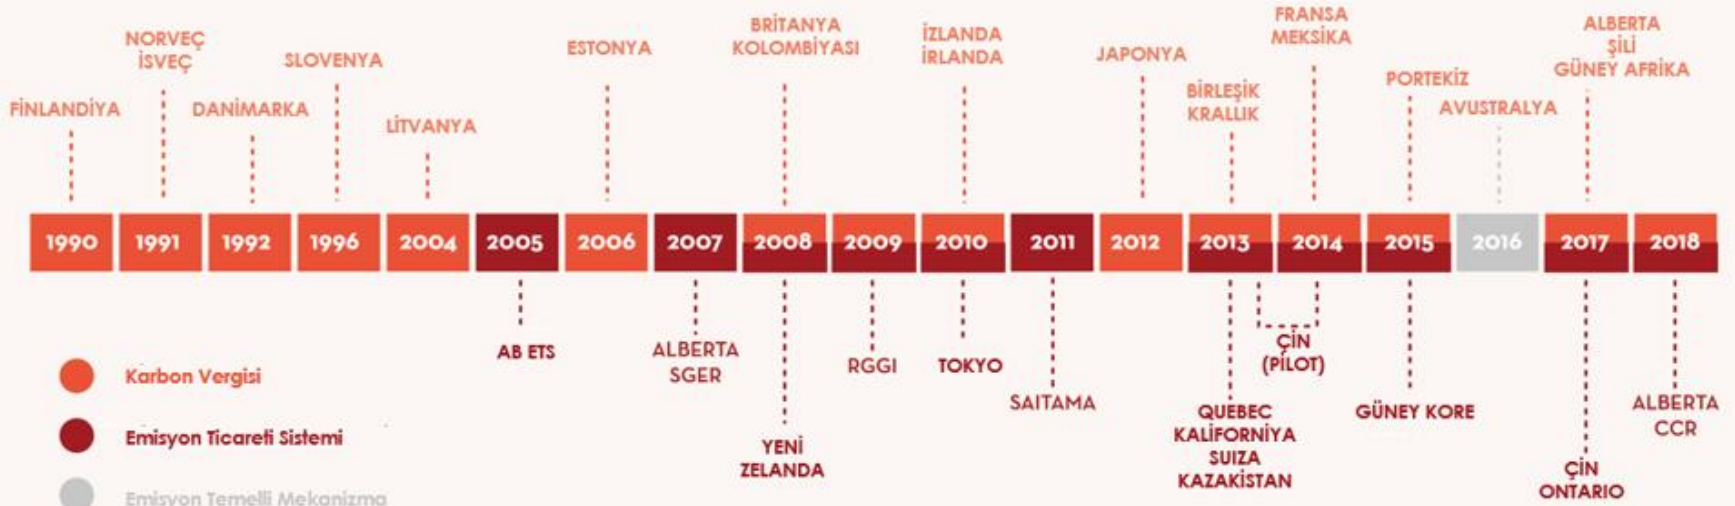 FİNLANDİYA
NORVEÇ
İSVEÇ
DANİMARKA
SLOVENYA
LİTVANYA
ESTONYA
BRİTANYA
KOLOMBİYASI
İZLANDA
İRLANDA
JAPONYA
BİRLEŞİK
KRALLIK
FRANSA
MEKSİKA
PORTEKİZ
AVUSTRALYA
ALBERTA
ŞİLİ
GÜNEY AFRİKA
1990 1991 1992 1996 2004 2005 2006 2007 2008 2009 2010 2011 2012 2013 2014 2015 2016 2017 2018
AB ETS
ALBERTA
SGER
YENİ
ZELANDA
RGGI
TOKYO
SAITAMA
QUEBEC
KALİFORNİYA
SUIZA
KAZAKİSTAN
ÇİN
(PİLOT)
GÜNEY KORE
ÇİN
ONTARIO
ALBERTA
CCR
Karbon Vergisi
Emisyon Ticareti Sistemi
Emisyon Temelli Mekanizma